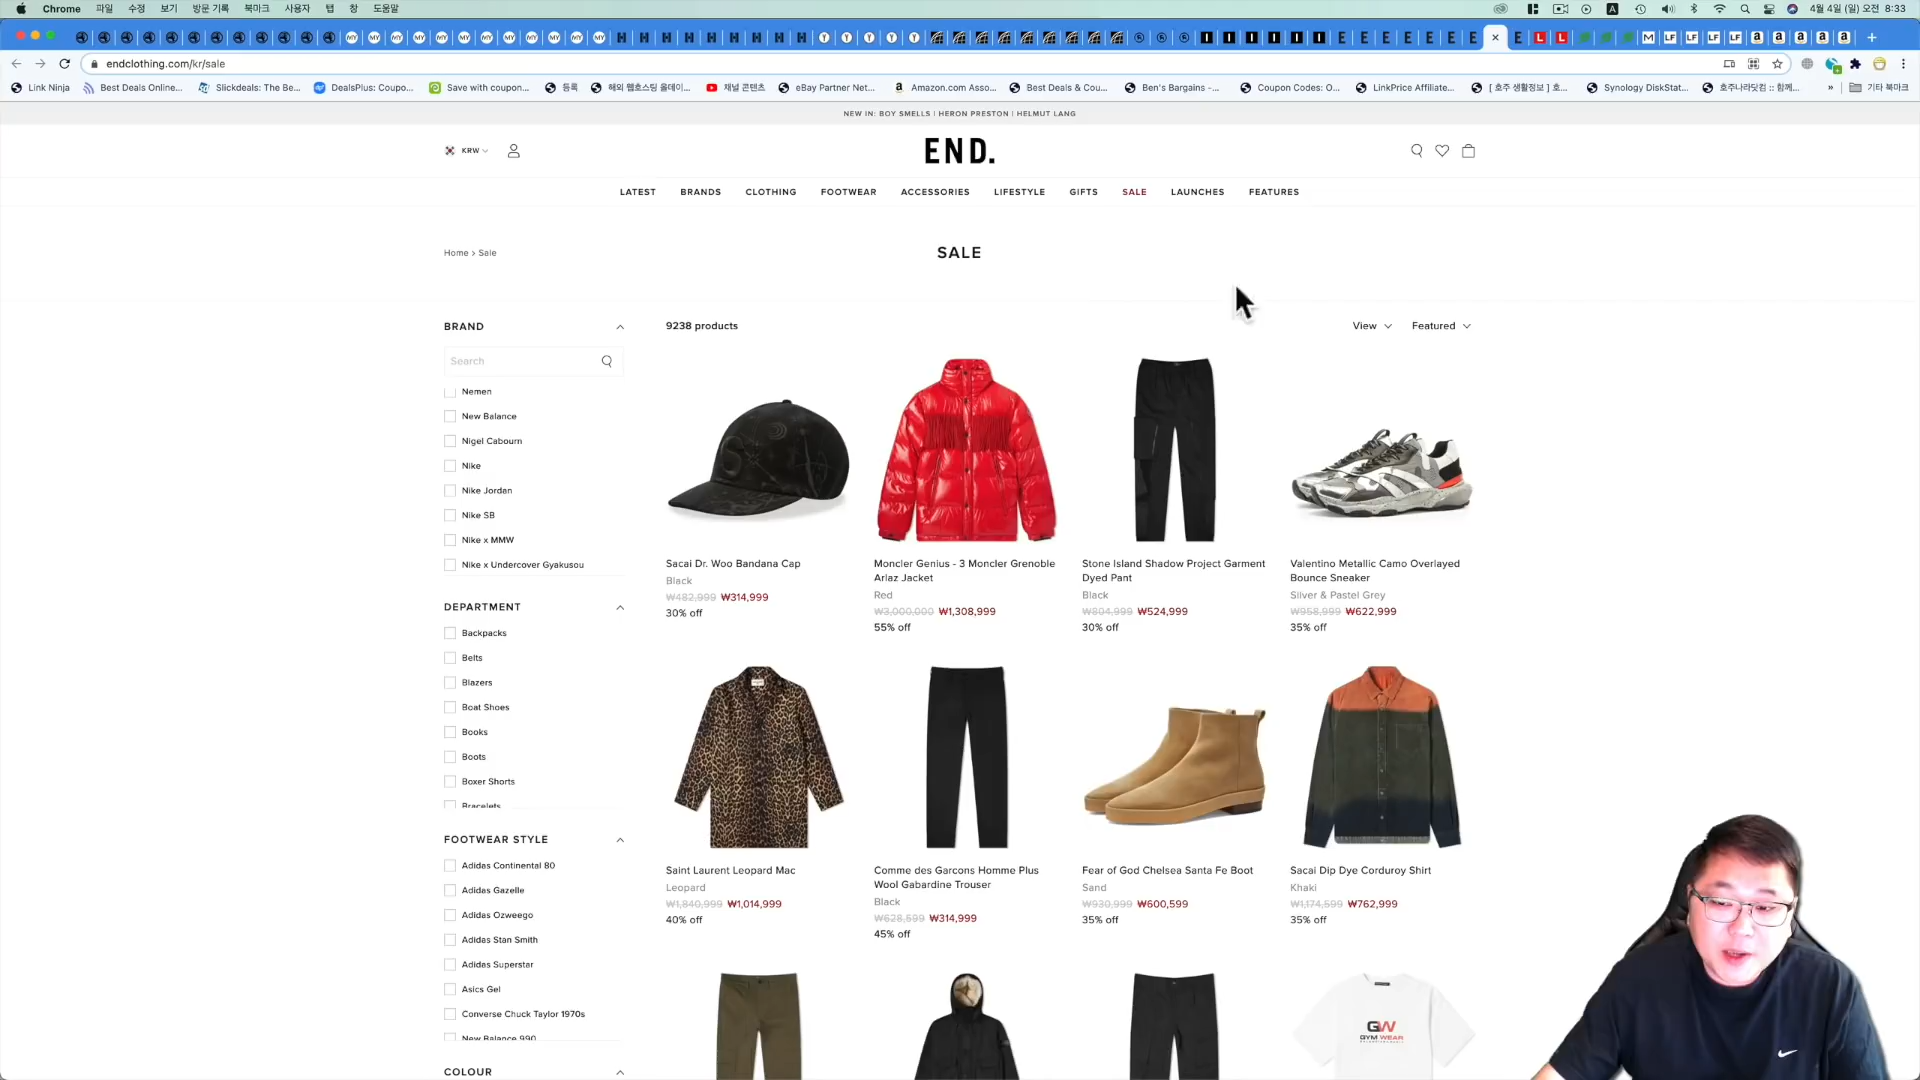 Chrome 파일 수정 보기 방문 기록 북마크 사용자 탭 창 도움말 4월 4일 (일) 오전 8:33
endclothing.com/kr/sale
Link Ninja Best Deals Online... Slickdeals: The Be... DealsPlus: Coupo... Save with coupon... 등록 해외 웹호스팅 올데이... 채널 콘텐츠 eBay Partner Net... Amazon.com Asso... Best Deals & Cou... Ben's Bargains -... Coupon Codes: O... LinkPrice Affiliate... [ 호주 생활정보 ] 호... Synology DiskStat... 호주나라닷컴 :: 함께... » 기타 북마크
NEW IN: BOY SMELLS | HERON PRESTON | HELMUT LANG
KRW
END.
LATEST BRANDS CLOTHING FOOTWEAR ACCESSORIES LIFESTYLE GIFTS SALE LAUNCHES FEATURES
Home > Sale
SALE
BRAND
9238 products
View Featured
Search
Nemen
New Balance
Nigel Cabourn
Nike
Nike Jordan
Nike SB
Nike x MMW
Nike x Undercover Gyakusou
DEPARTMENT
Backpacks
Belts
Blazers
Boat Shoes
Books
Boots
Boxer Shorts
Bracelets
FOOTWEAR STYLE
Adidas Continental 80
Adidas Gazelle
Adidas Ozweego
Adidas Stan Smith
Adidas Superstar
Asics Gel
Converse Chuck Taylor 1970s
New Balance 990
COLOUR
Sacai Dr. Woo Bandana Cap
Black
₩482,999 ₩314,999
30% off
Moncler Genius - 3 Moncler Grenoble
Arlaz Jacket
Red
₩3,000,000 ₩1,308,999
55% off
Stone Island Shadow Project Garment
Dyed Pant
Black
₩804,999 ₩524,999
30% off
Valentino Metallic Camo Overlayed
Bounce Sneaker
Silver & Pastel Grey
₩958,999 ₩622,999
35% off
Saint Laurent Leopard Mac
Leopard
₩1,840,999 ₩1,014,999
40% off
Comme des Garcons Homme Plus
Wool Gabardine Trouser
Black
₩628,599 ₩314,999
45% off
Fear of God Chelsea Santa Fe Boot
Sand
₩930,999 ₩600,599
35% off
Sacai Dip Dye Corduroy Shirt
Khaki
₩1,174,599 ₩762,999
35% off
GW
GYM WEAR